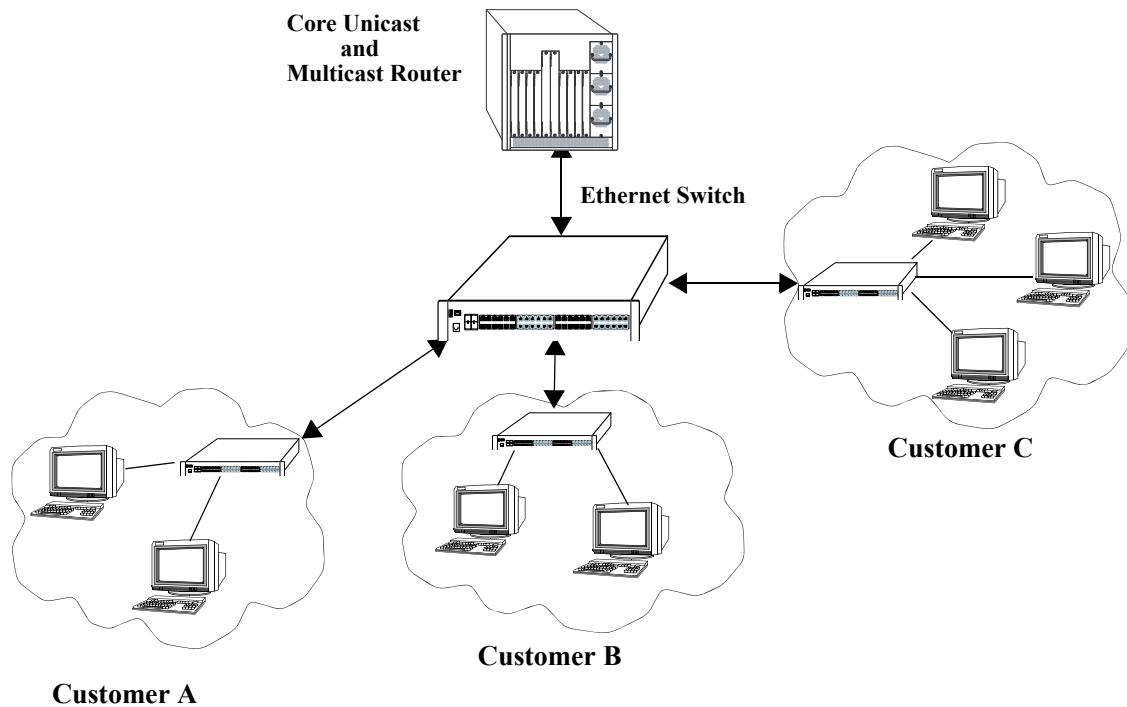 Core Unicast
and
Multicast Router
Ethernet Switch
Customer C
Customer B
Customer A